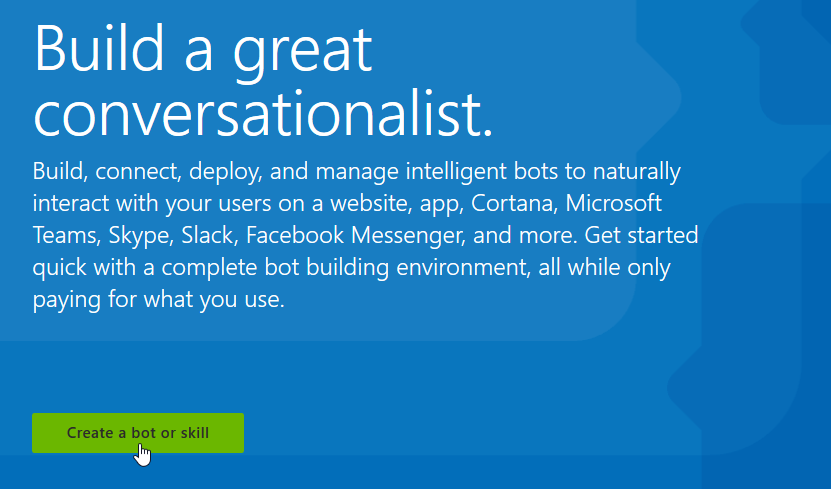 Build a great
conversationalist.
Build, connect, deploy, and manage intelligent bots to naturally
interact with your users on a website, app, Cortana, Microsoft
Teams, Skype, Slack, Facebook Messenger, and more. Get started
quick with a complete bot building environment, all while only
paying for what you use.
Create a bot or skill